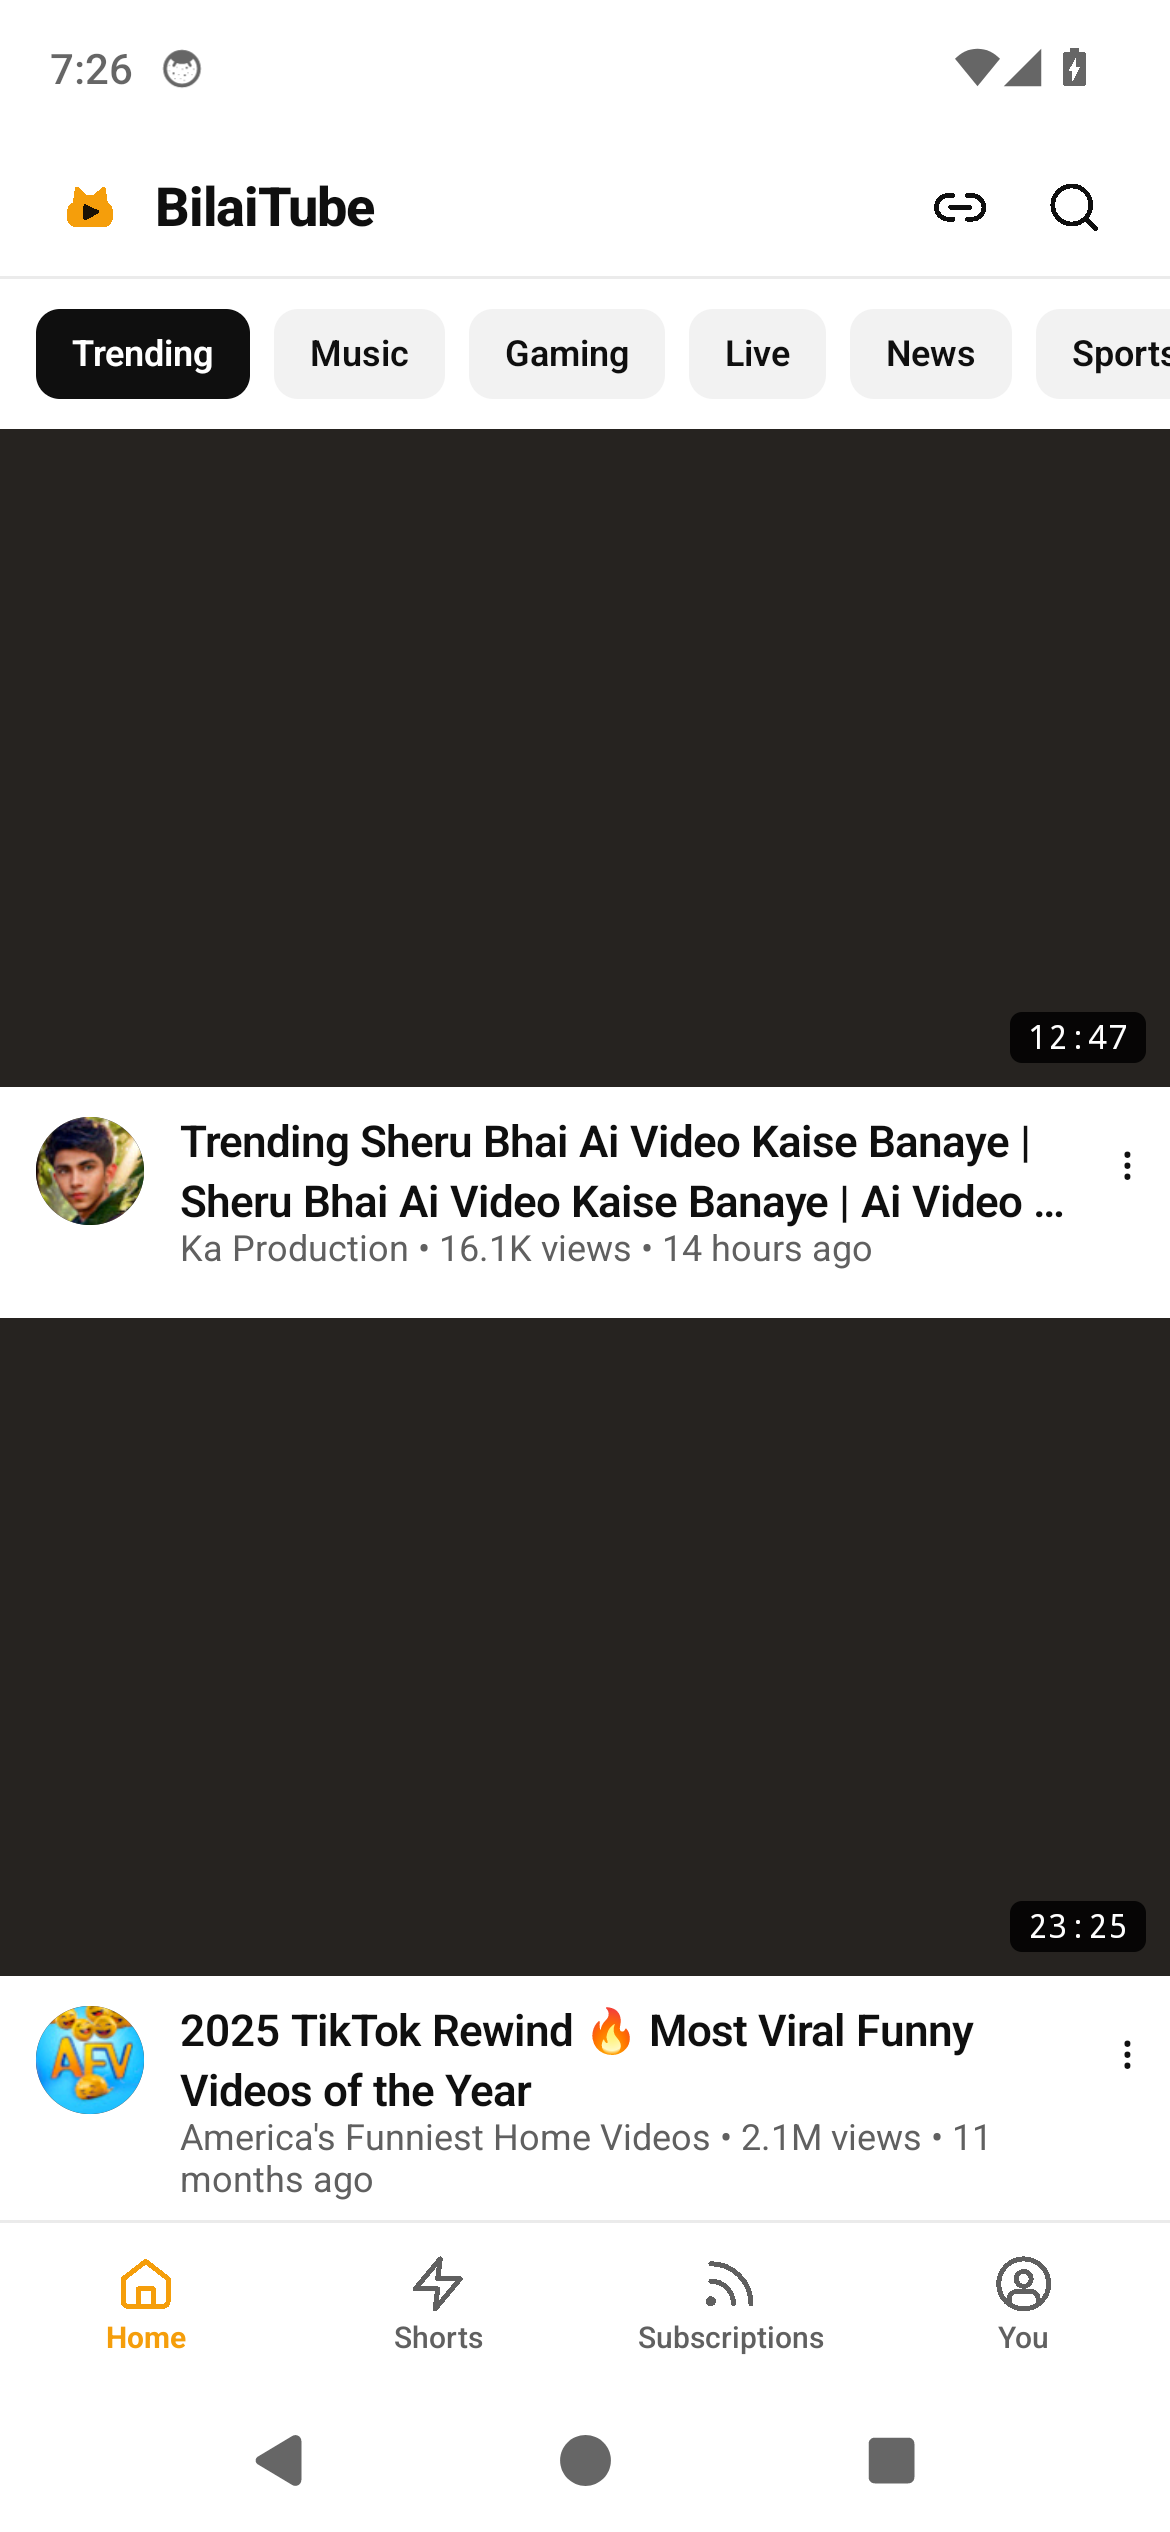 7:26
BilaiTube
Trending
Music
Gaming
Live
News
Sports
12:47
Trending Sheru Bhai Ai Video Kaise Banaye |
Sheru Bhai Ai Video Kaise Banaye | Ai Video ...
Ka Production • 16.1K views • 14 hours ago
23:25
2025 TikTok Rewind 🔥 Most Viral Funny
Videos of the Year
America's Funniest Home Videos • 2.1M views • 11
months ago
AFV
Home
Shorts
Subscriptions
You